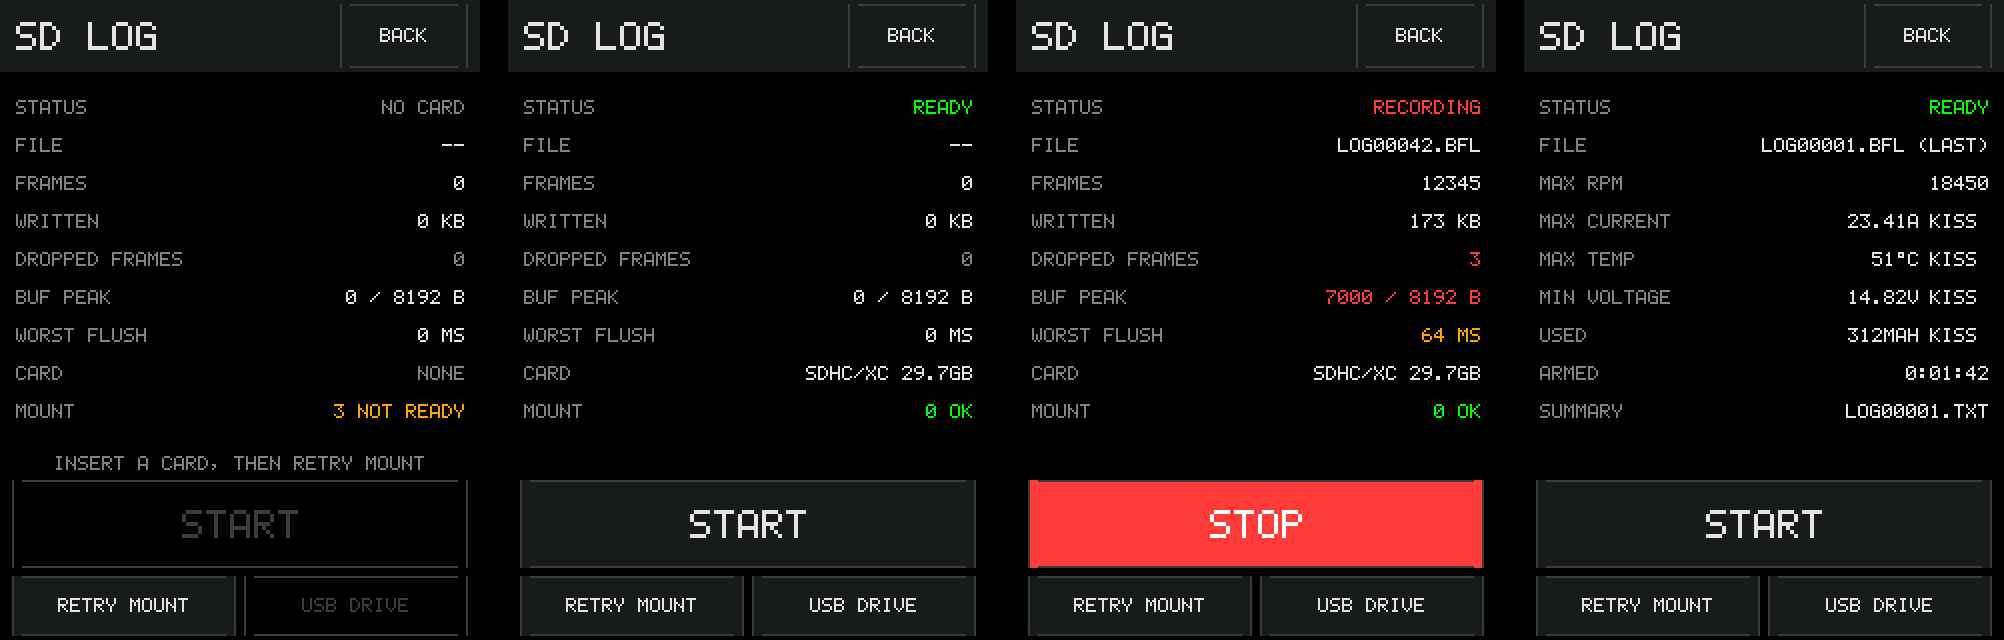 SD LOG BACK
STATUS NO CARD
FILE --
FRAMES 0
WRITTEN 0 KB
DROPPED FRAMES 0
BUF PEAK 0 / 8192 B
WORST FLUSH 0 MS
CARD NONE
MOUNT 3 NOT READY
INSERT A CARD, THEN RETRY MOUNT
START
RETRY MOUNT USB DRIVE
SD LOG BACK
STATUS READY
FILE --
FRAMES 0
WRITTEN 0 KB
DROPPED FRAMES 0
BUF PEAK 0 / 8192 B
WORST FLUSH 0 MS
CARD SDHC/XC 29.7GB
MOUNT 0 OK
START
RETRY MOUNT USB DRIVE
SD LOG BACK
STATUS RECORDING
FILE LOG00042.BFL
FRAMES 12345
WRITTEN 173 KB
DROPPED FRAMES 3
BUF PEAK 7000 / 8192 B
WORST FLUSH 64 MS
CARD SDHC/XC 29.7GB
MOUNT 0 OK
STOP
RETRY MOUNT USB DRIVE
SD LOG BACK
STATUS READY
FILE LOG00001.BFL (LAST)
MAX RPM 18450
MAX CURRENT 23.41A KISS
MAX TEMP 51°C KISS
MIN VOLTAGE 14.82V KISS
USED 312MAH KISS
ARMED 0:01:42
SUMMARY LOG00001.TXT
START
RETRY MOUNT USB DRIVE